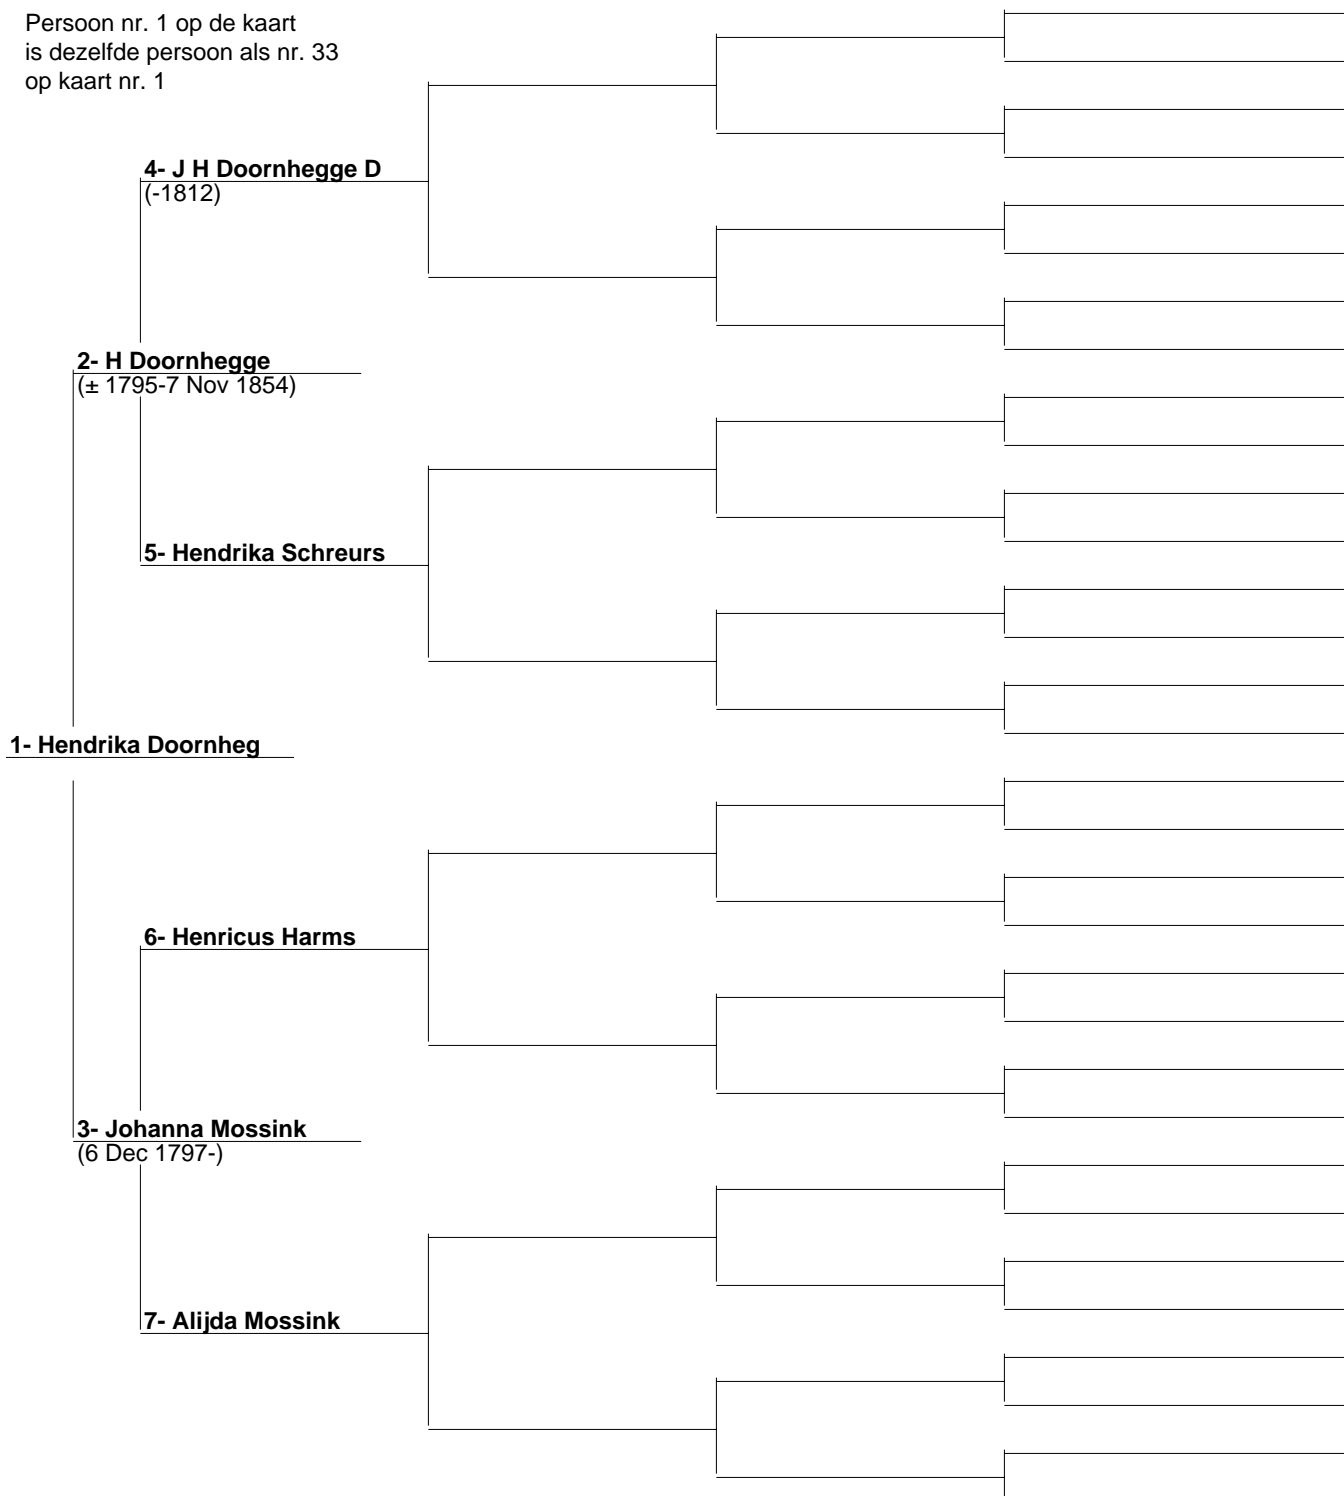 Persoon nr. 1 op de kaart
is dezelfde persoon als nr. 33
op kaart nr. 1
4- J H Doornhegge D
(-1812)
2- H Doornhegge
(± 1795-7 Nov 1854)
5- Hendrika Schreurs
1- Hendrika Doornheg
6- Henricus Harms
3- Johanna Mossink
(6 Dec 1797-)
7- Alijda Mossink